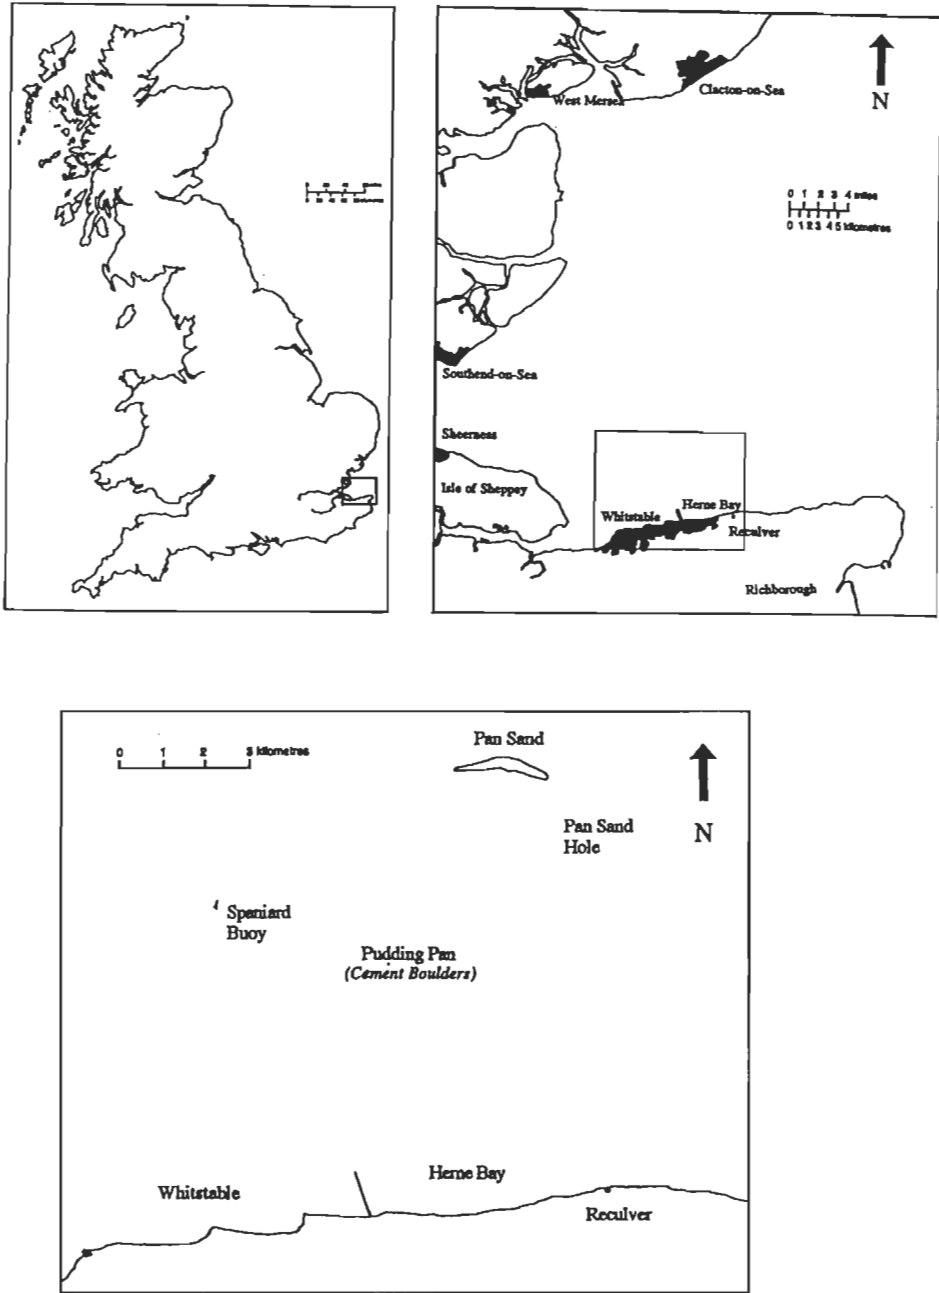 West Mersea
Clacton-on-Sea
N
0 1 2 3 4 miles
0 1 2 3 4 5 kilometres
Southend-on-Sea
Sheerness
Isle of Sheppey
Whitstable
Herne Bay
Reculver
Richborough
0 1 2 3 kilometres
Pan Sand
N
Pan Sand
Hole
Spaniard
Buoy
Pudding Pan
(Cement Boulders)
Whitstable
Herne Bay
Reculver